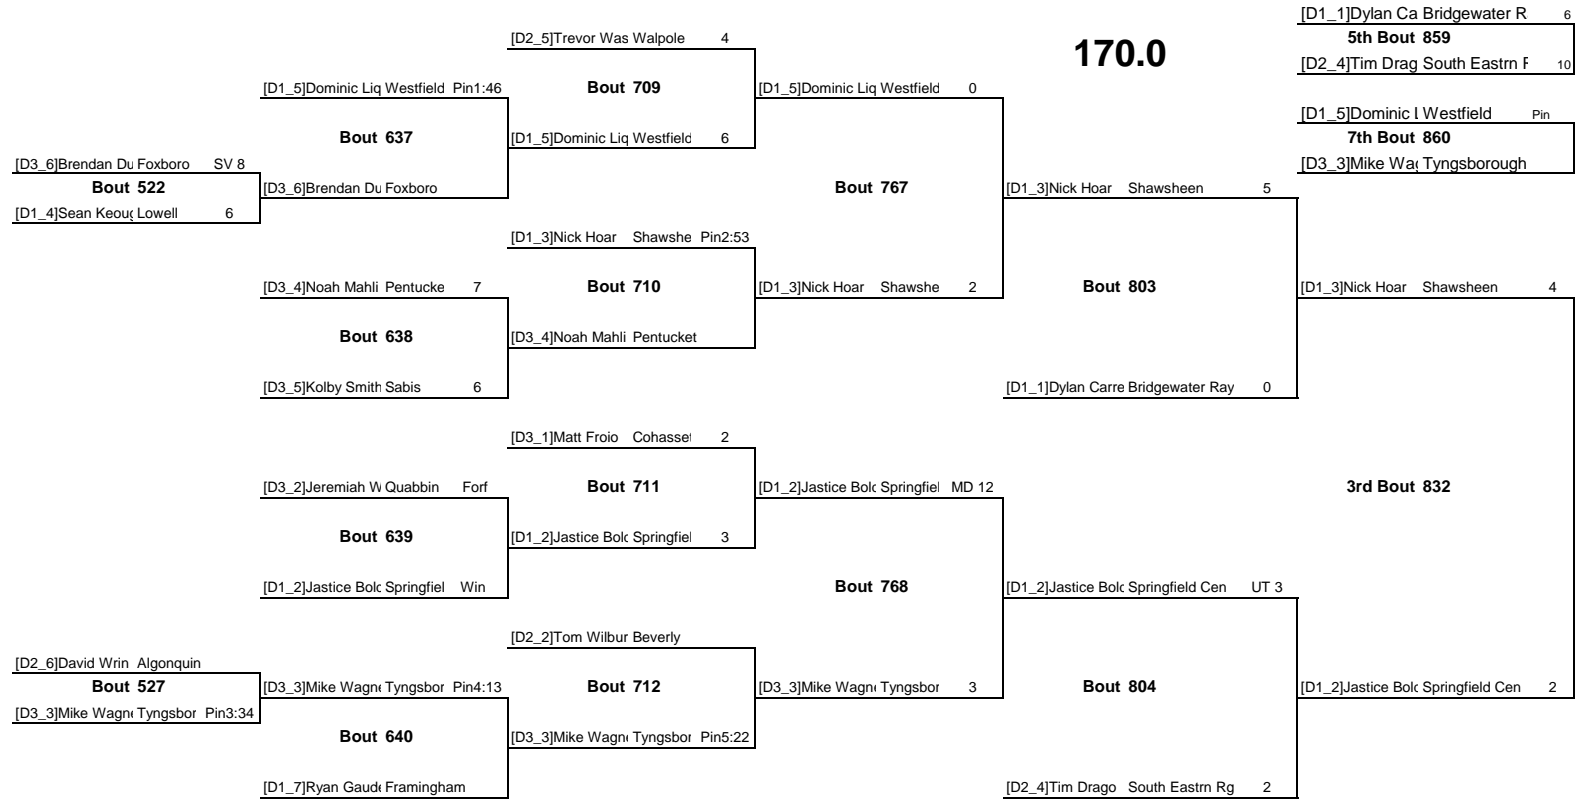 [D1_1]Dylan Ca Bridgewater R 6
[D2_5]Trevor Was Walpole 4
170.0
5th Bout 859
[D2_4]Tim Drag South Eastrn R 10
[D1_5]Dominic Liq Westfield Pin1:46
Bout 709
[D1_5]Dominic Liq Westfield 0
[D1_5]Dominic L Westfield Pin
Bout 637
[D1_5]Dominic Liq Westfield 6
7th Bout 860
[D3_6]Brendan Du Foxboro SV 8
[D3_3]Mike Wag Tyngsborough
Bout 522
[D3_6]Brendan Du Foxboro
Bout 767
[D1_3]Nick Hoar Shawsheen 5
[D1_4]Sean Keoug Lowell 6
[D1_3]Nick Hoar Shawshe Pin2:53
[D3_4]Noah Mahli Pentucke 7
Bout 710
[D1_3]Nick Hoar Shawshe 2
Bout 803
[D1_3]Nick Hoar Shawsheen 4
Bout 638
[D3_4]Noah Mahli Pentucket
[D3_5]Kolby Smith Sabis 6
[D1_1]Dylan Carre Bridgewater Ray 0
[D3_1]Matt Froio Cohasset 2
[D3_2]Jeremiah W Quabbin Forf
Bout 711
[D1_2]Jastice Bolc Springfiel MD 12
3rd Bout 832
Bout 639
[D1_2]Jastice Bolc Springfiel 3
[D1_2]Jastice Bolc Springfiel Win
Bout 768
[D1_2]Jastice Bolc Springfield Cen UT 3
[D2_2]Tom Wilbur Beverly
[D2_6]David Wrin Algonquin
Bout 527
[D3_3]Mike Wagn Tyngsbor Pin4:13
Bout 712
[D3_3]Mike Wagn Tyngsbor 3
Bout 804
[D1_2]Jastice Bolc Springfield Cen 2
[D3_3]Mike Wagn Tyngsbor Pin3:34
Bout 640
[D3_3]Mike Wagn Tyngsbor Pin5:22
[D1_7]Ryan Gaud Framingham
[D2_4]Tim Drago South Eastrn Rg 2